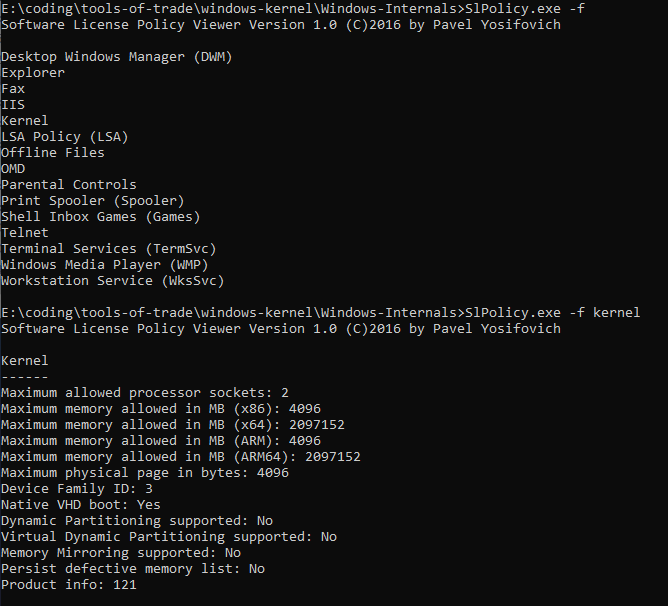 E:\coding\tools-of-trade\windows-kernel\Windows-Internals>SlPolicy.exe -f
Software License Policy Viewer Version 1.0 (C)2016 by Pavel Yosifovich
Desktop Windows Manager (DWM)
Explorer
Fax
IIS
Kernel
LSA Policy (LSA)
Offline Files
OMD
Parental Controls
Print Spooler (Spooler)
Shell Inbox Games (Games)
Telnet
Terminal Services (TermSvc)
Windows Media Player (WMP)
Workstation Service (WksSvc)
E:\coding\tools-of-trade\windows-kernel\Windows-Internals>SlPolicy.exe -f kernel
Software License Policy Viewer Version 1.0 (C)2016 by Pavel Yosifovich
Kernel
------
Maximum allowed processor sockets: 2
Maximum memory allowed in MB (x86): 4096
Maximum memory allowed in MB (x64): 2097152
Maximum memory allowed in MB (ARM): 4096
Maximum memory allowed in MB (ARM64): 2097152
Maximum physical page in bytes: 4096
Device Family ID: 3
Native VHD boot: Yes
Dynamic Partitioning supported: No
Virtual Dynamic Partitioning supported: No
Memory Mirroring supported: No
Persist defective memory list: No
Product info: 121